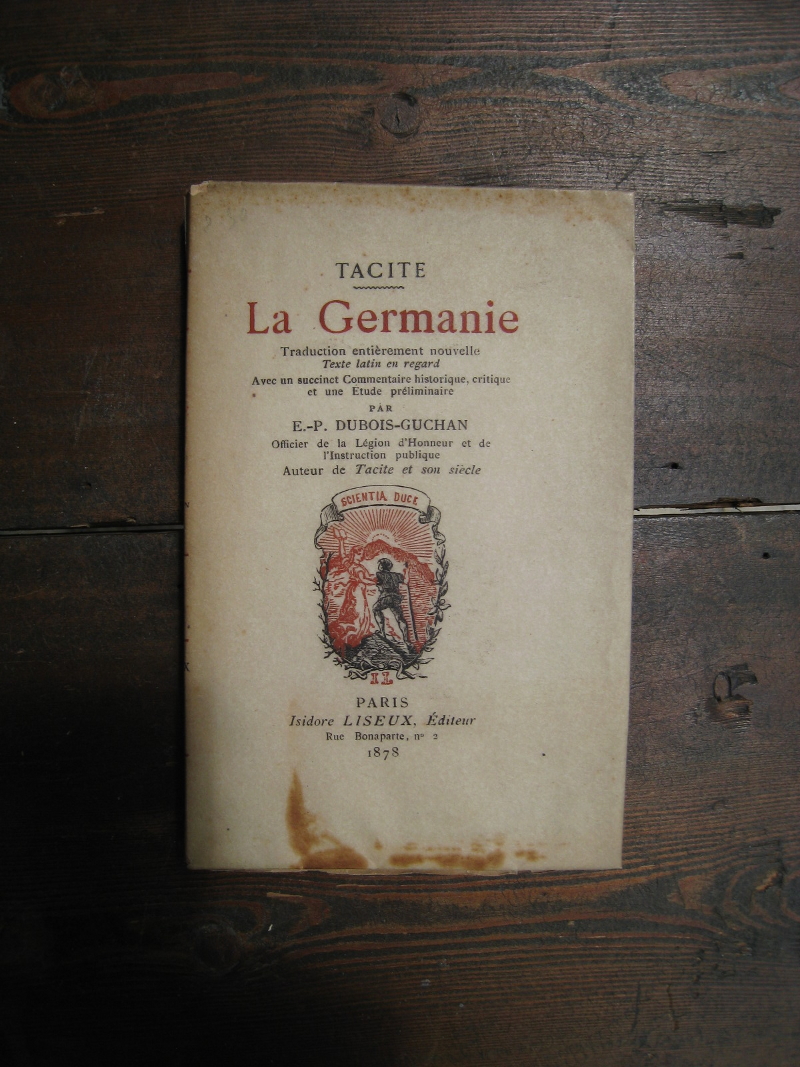 TACITE
La Germanie
Traduction entièrement nouvelle
Texte latin en regard
Avec un succinct Commentaire historique, critique
et une Etude préliminaire
PAR
E.-P. DUBOIS-GUCHAN
Officier de la Légion d'Honneur et de
l'Instruction publique
Auteur de Tacite et son siècle
SCIENTIA DUCE
IL
PARIS
Isidore LISEUX, Éditeur
Rue Bonaparte, nº 2
1878